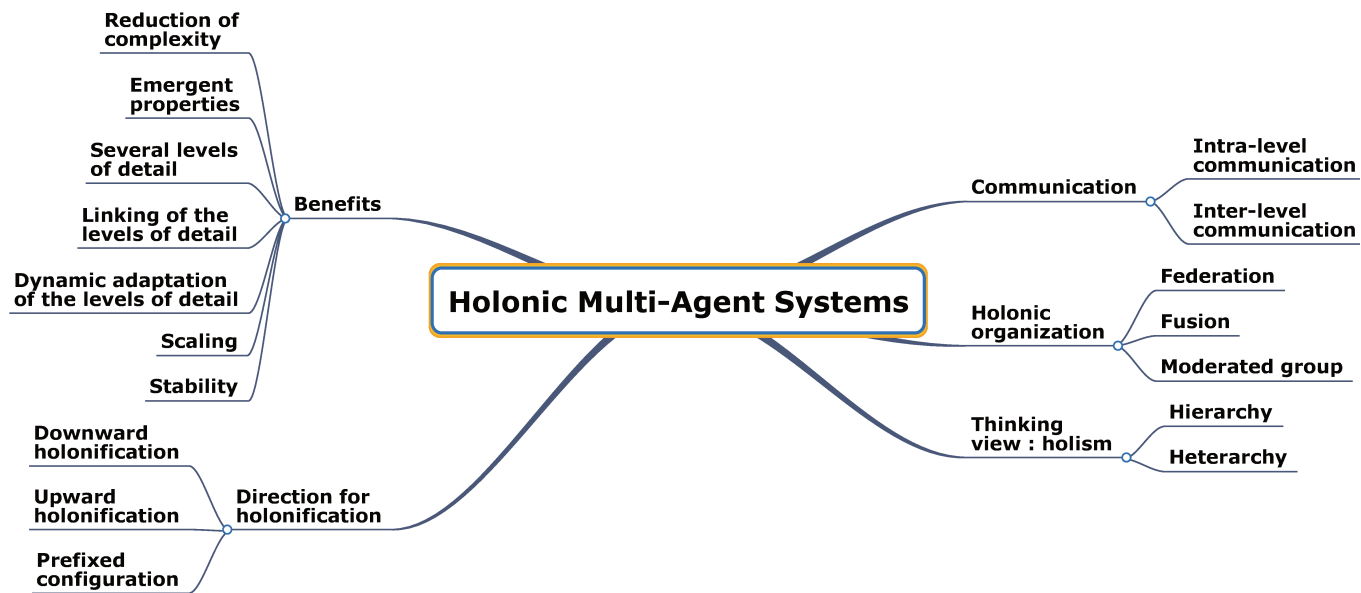 Reduction of
complexity
Emergent
properties
Several levels
of detail
Linking of the
levels of detail
Dynamic adaptation
of the levels of detail
Scaling
Stability
Benefits
Downward
holonification
Upward
holonification
Prefixed
configuration
Direction for
holonification
Holonic Multi-Agent Systems
Communication
Intra-level
communication
Inter-level
communication
Holonic
organization
Federation
Fusion
Moderated group
Thinking
view : holism
Hierarchy
Heterarchy